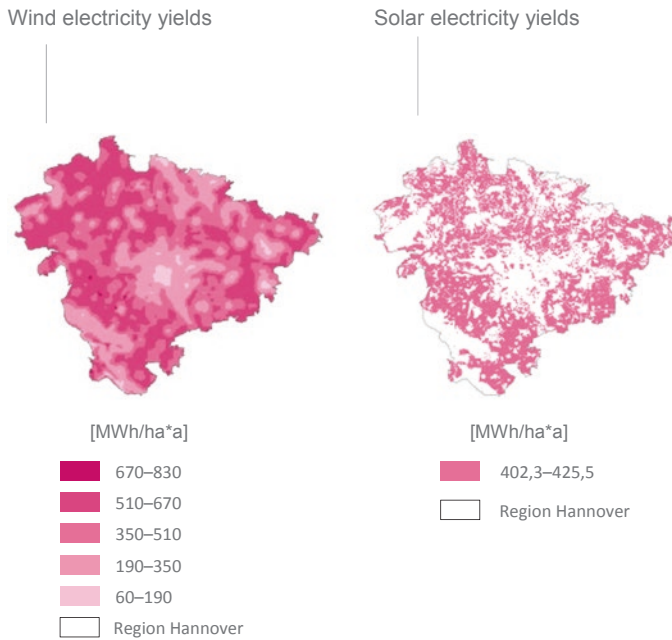 Wind electricity yields
Solar electricity yields
[MWh/ha*a]
670–830
510–670
350–510
190–350
60–190
Region Hannover
[MWh/ha*a]
402,3–425,5
Region Hannover